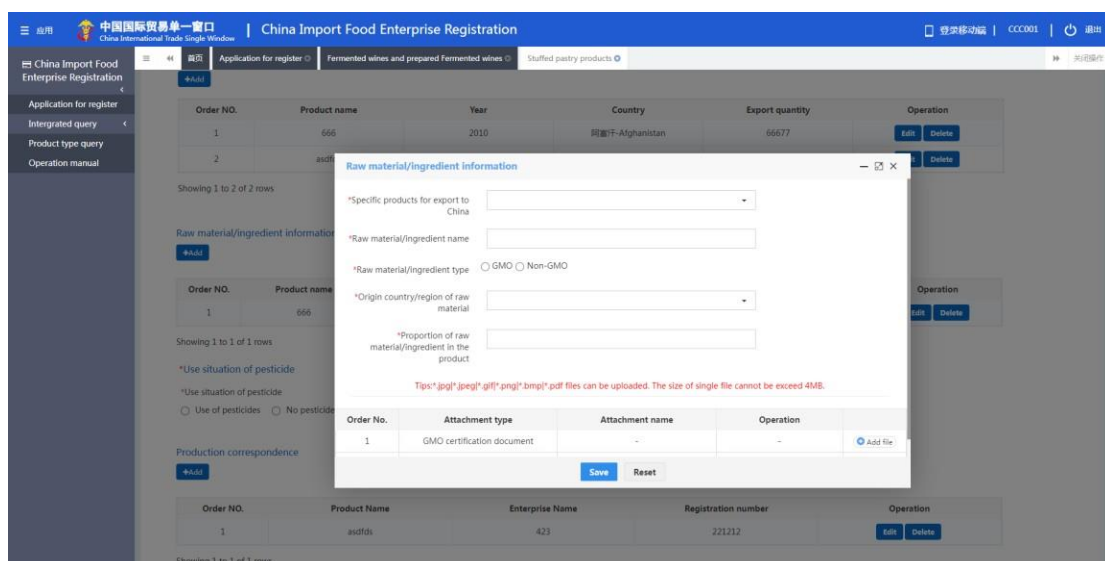 应用
中国国际贸易单一窗口
China International Trade Single Window
China Import Food Enterprise Registration
登录移动端
CCC001
退出
China Import Food Enterprise Registration
Application for register
Intergrated query
Product type query
Operation manual
首页 Application for register Fermented wines and prepared Fermented wines Stuffed pastry products 关闭操作
+Add
Order NO. Product name Year Country Export quantity Operation
1 666 2010 阿富汗-Afghanistan 66677 Edit Delete
2 asdf Delete
Showing 1 to 2 of 2 rows
Raw material/ingredient information
+Add
Order NO. Product name Operation
1 666 Edit Delete
Showing 1 to 1 of 1 rows
*Use situation of pesticide
*Use situation of pesticide
Use of pesticides No pesticide
Production correspondence
+Add
Order NO. Product Name Enterprise Name Registration number Operation
1 asdfds 423 221212 Edit Delete
Showing 1 to 1 of 1 rows
Raw material/ingredient information
*Specific products for export to
China
*Raw material/ingredient name
*Raw material/ingredient type GMO Non-GMO
*Origin country/region of raw
material
*Proportion of raw
material/ingredient in the
product
Tips:*.jpg|*.jpeg|*.gif|*.png|*.bmp|*.pdf files can be uploaded. The size of single file cannot be exceed 4MB.
Order No. Attachment type Attachment name Operation
1 GMO certification document - - Add file
Save Reset